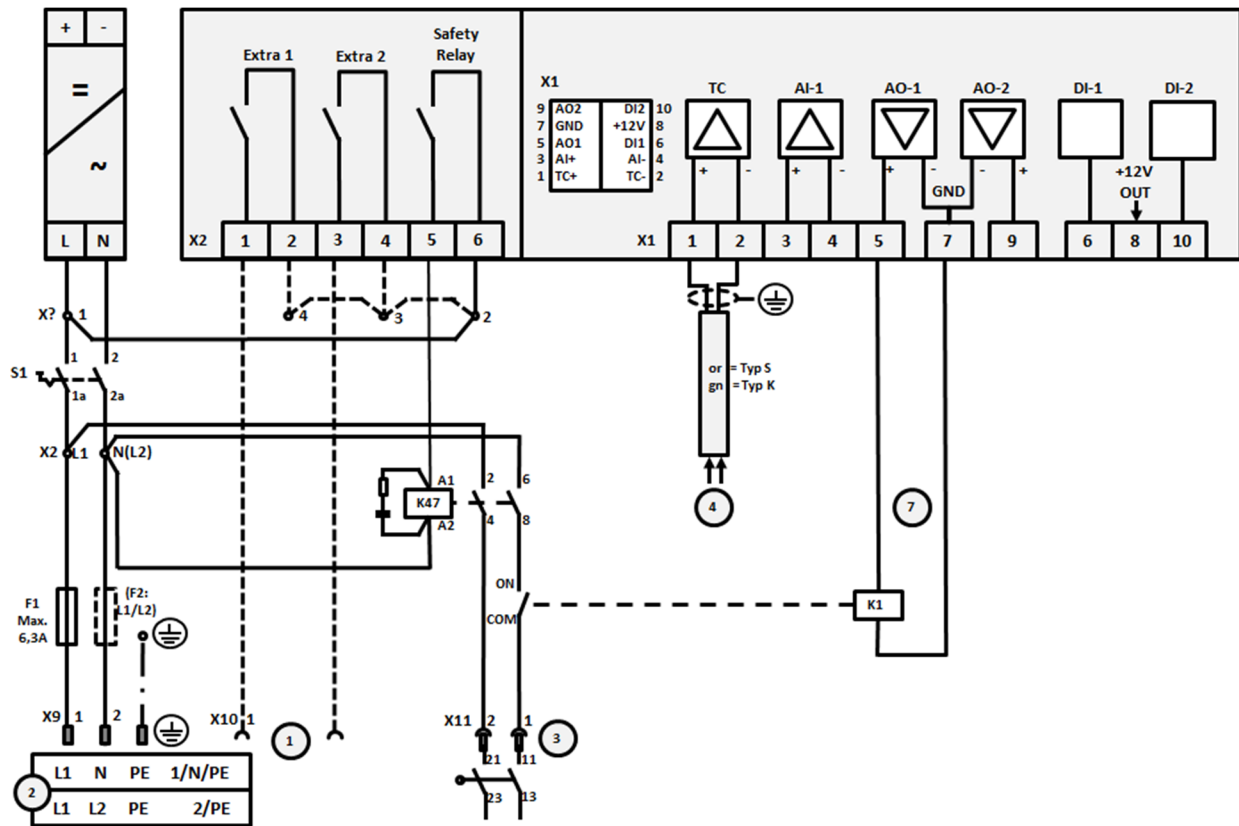 + -
=
~
L N
Extra 1
Extra 2
Safety
Relay
X2 1 2 3 4 5 6
X1
9 AO2 DI2 10
7 GND +12V 8
5 AO1 DI1 6
3 AI+ AI- 4
1 TC+ TC- 2
TC
AI-1
AO-1
AO-2
DI-1
DI-2
+ - + - + - - +
GND
+12V
OUT
X1 1 2 3 4 5 7 9 6 8 10
X? 1
4 3 2
1 2
S1
1a 2a
X2 L1 N(L2)
or = Typ S
gn = Typ K
A1
K47
A2
2 6
4 8
4
7
ON
COM
K1
F1
Max.
6,3A
(F2:
L1/L2)
X9 1 2
X10 1
1
X11 2 1
3
21 11
23 13
2
L1 N PE 1/N/PE
L1 L2 PE 2/PE